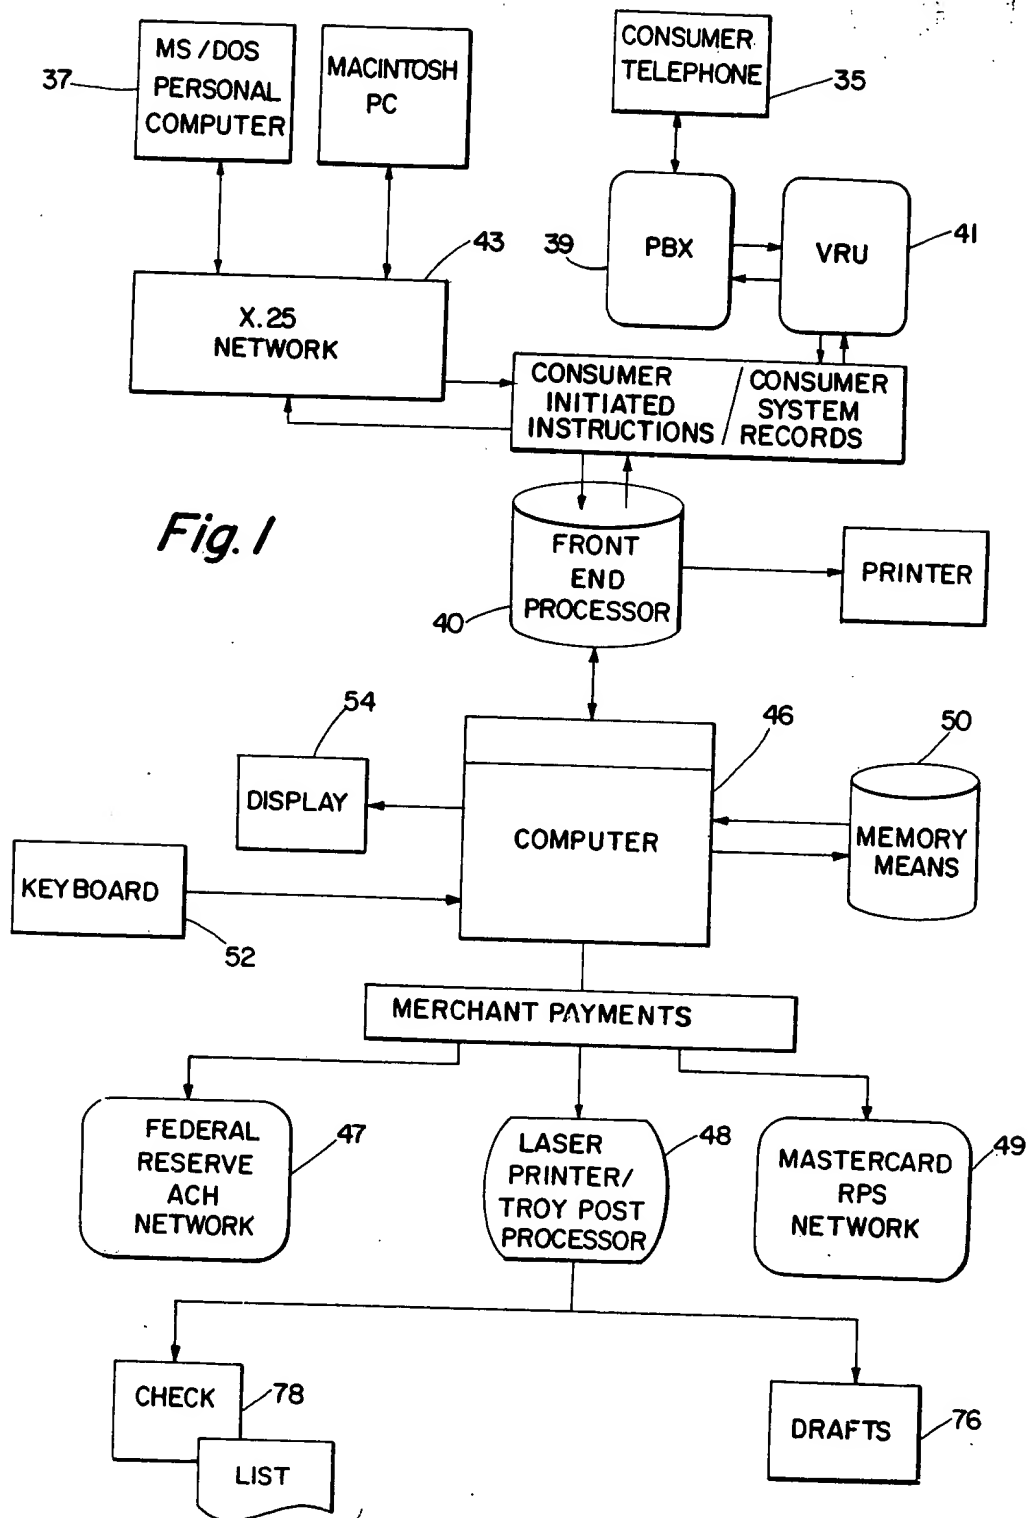 MS/DOS
PERSONAL
COMPUTER
37
MACINTOSH
PC
CONSUMER
TELEPHONE
35
PBX
39
VRU
41
43
X.25
NETWORK
CONSUMER
INITIATED
INSTRUCTIONS
/
CONSUMER
SYSTEM
RECORDS
Fig. 1
FRONT
END
PROCESSOR
40
PRINTER
54
DISPLAY
46
COMPUTER
50
MEMORY
MEANS
KEYBOARD
52
MERCHANT PAYMENTS
FEDERAL
RESERVE
ACH
NETWORK
47
LASER
PRINTER/
TROY POST
PROCESSOR
48
MASTERCARD
RPS
NETWORK
49
CHECK
78
LIST
DRAFTS
76